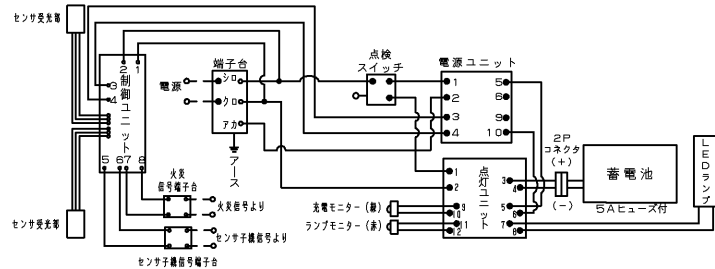 センサ受光部
2 1
3
4
制御ユニット
5 6 7 8
センサ受光部
電源
端子台
シロ
クロ
アカ
アース
火災
信号端子台
火災信号より
センサ子機信号より
センサ子機信号端子台
点検
スイッチ
電源ユニット
1 5
2 6
3 9
4 10
点灯ユニット
1
2
3
4
5
6
7
8
9
10
11
12
充電モニター (緑)
ランプモニター (赤)
2P
コネクタ
(+)
(−)
蓄電池
5Aヒューズ付
LEDランプ